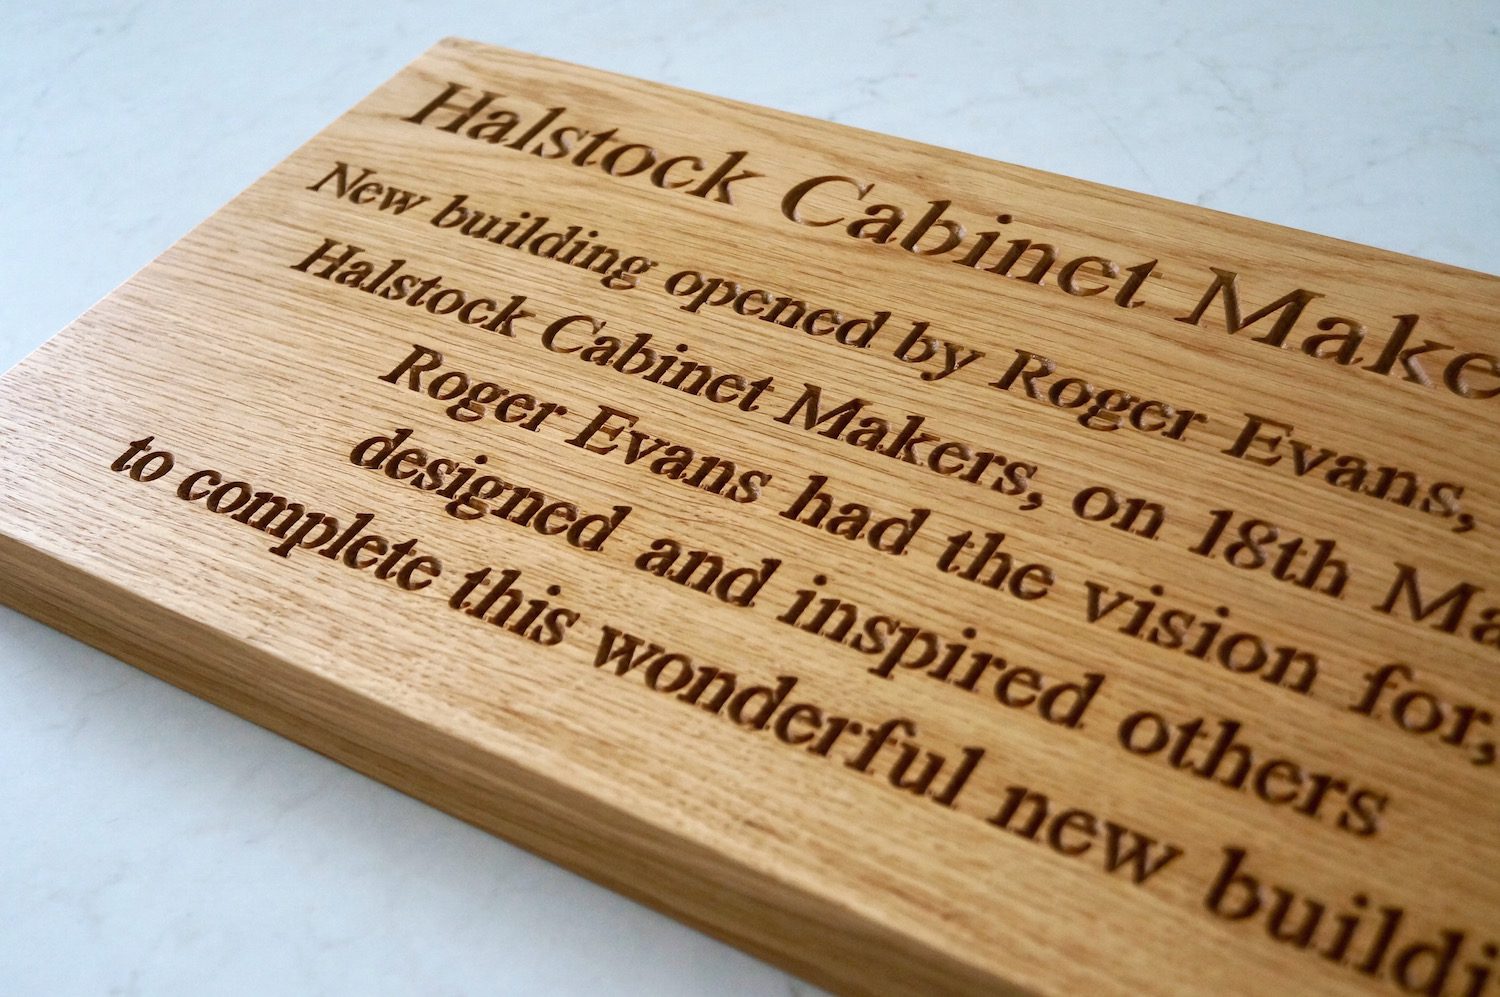 Halstock Cabinet Make
New building opened by Roger Evans,
Halstock Cabinet Makers, on 18th Ma
Roger Evans had the vision for,
designed and inspired others
to complete this wonderful new buildi